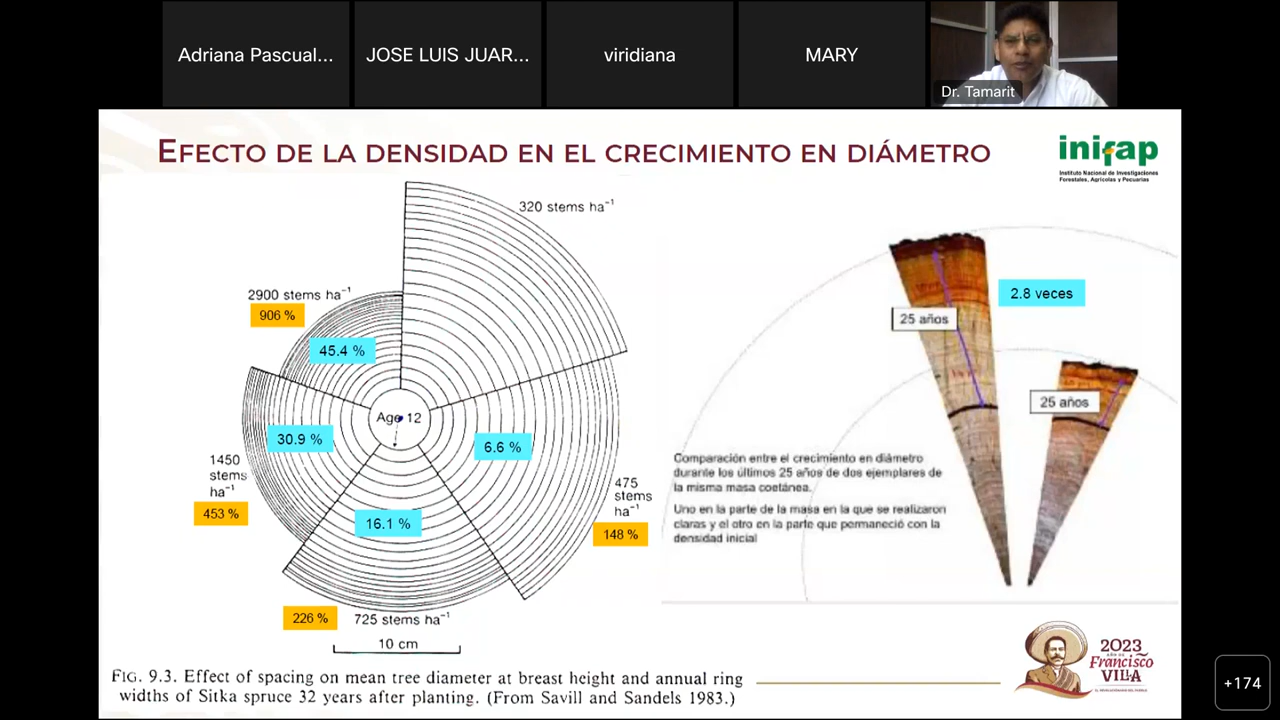 Adriana Pascual...
JOSE LUIS JUAR...
viridiana
MARY
Dr. Tamarit
EFECTO DE LA DENSIDAD EN EL CRECIMIENTO EN DIÁMETRO
inifap
Instituto Nacional de Investigaciones
Forestales, Agrícolas y Pecuarias
320 stems ha⁻¹
2900 stems ha⁻¹
906 %
45.4 %
Age 12
30.9 %
6.6 %
1450
stems
ha⁻¹
453 %
475
stems
ha⁻¹
148 %
16.1 %
226 %
725 stems ha⁻¹
10 cm
FIG. 9.3. Effect of spacing on mean tree diameter at breast height and annual ring
widths of Sitka spruce 32 years after planting. (From Savill and Sandels 1983.)
2.8 veces
25 años
25 años
Comparación entre el crecimiento en diámetro
durante los últimos 25 años de dos ejemplares de
la misma masa coetánea.
Uno en la parte de la masa en la que se realizaron
claras y el otro en la parte que permaneció con la
densidad inicial
2023
AÑO DE
Francisco
VILLA
+174